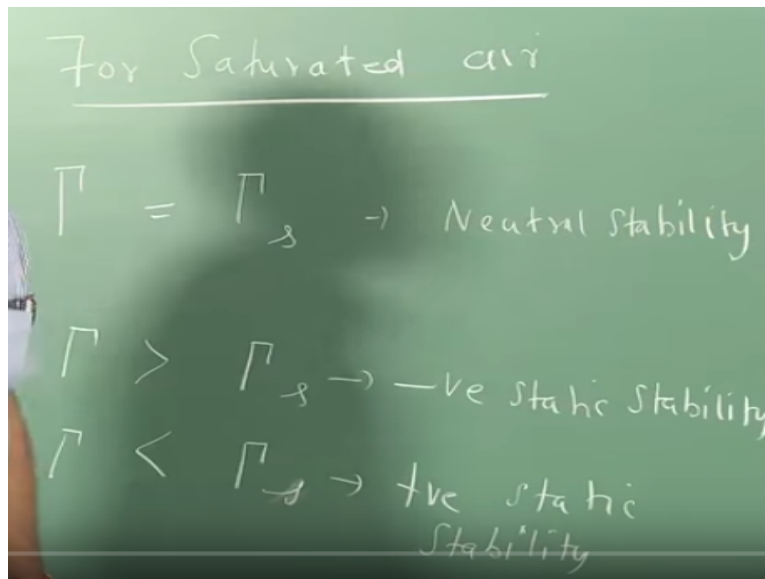 For Saturated air
Γ = Γs → Neutral Stability
Γ > Γs → -ve Static Stability
Γ < Γs → +ve Static
Stability